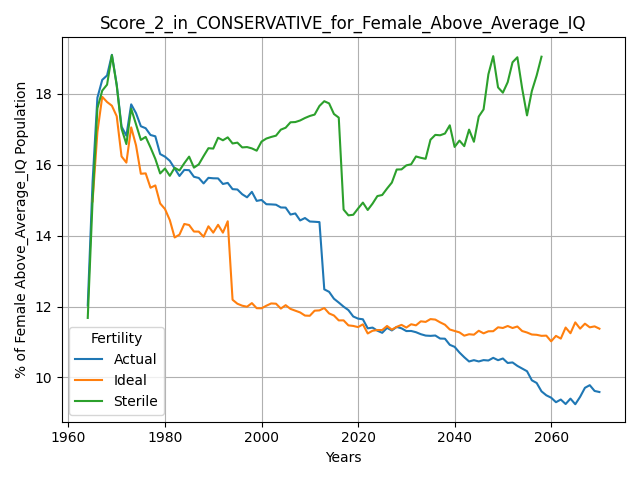 Score_2_in_CONSERVATIVE_for_Female_Above_Average_IQ
% of Female Above_Average_IQ Population
18
16
14
12
10
Fertility
Actual
Ideal
Sterile
1960
1980
2000
2020
2040
2060
Years